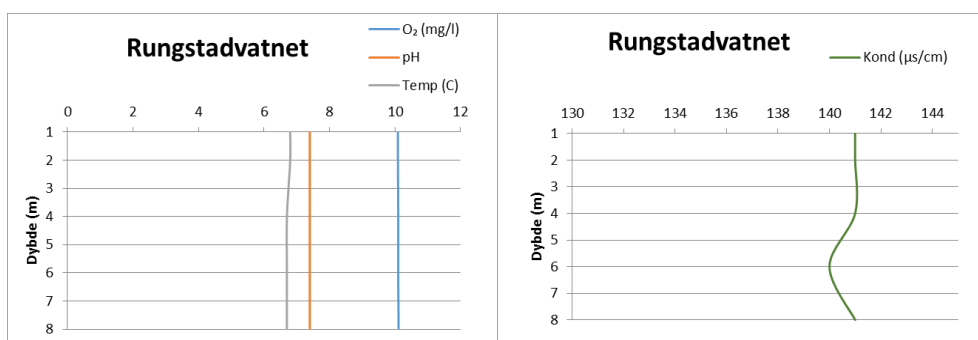 Rungstadvatnet
O₂ (mg/l)
pH
Temp (C)
0 2 4 6 8 10 12
Dybde (m)
1
2
3
4
5
6
7
8
Rungstadvatnet
Kond (µs/cm)
130 132 134 136 138 140 142 144
Dybde (m)
1
2
3
4
5
6
7
8